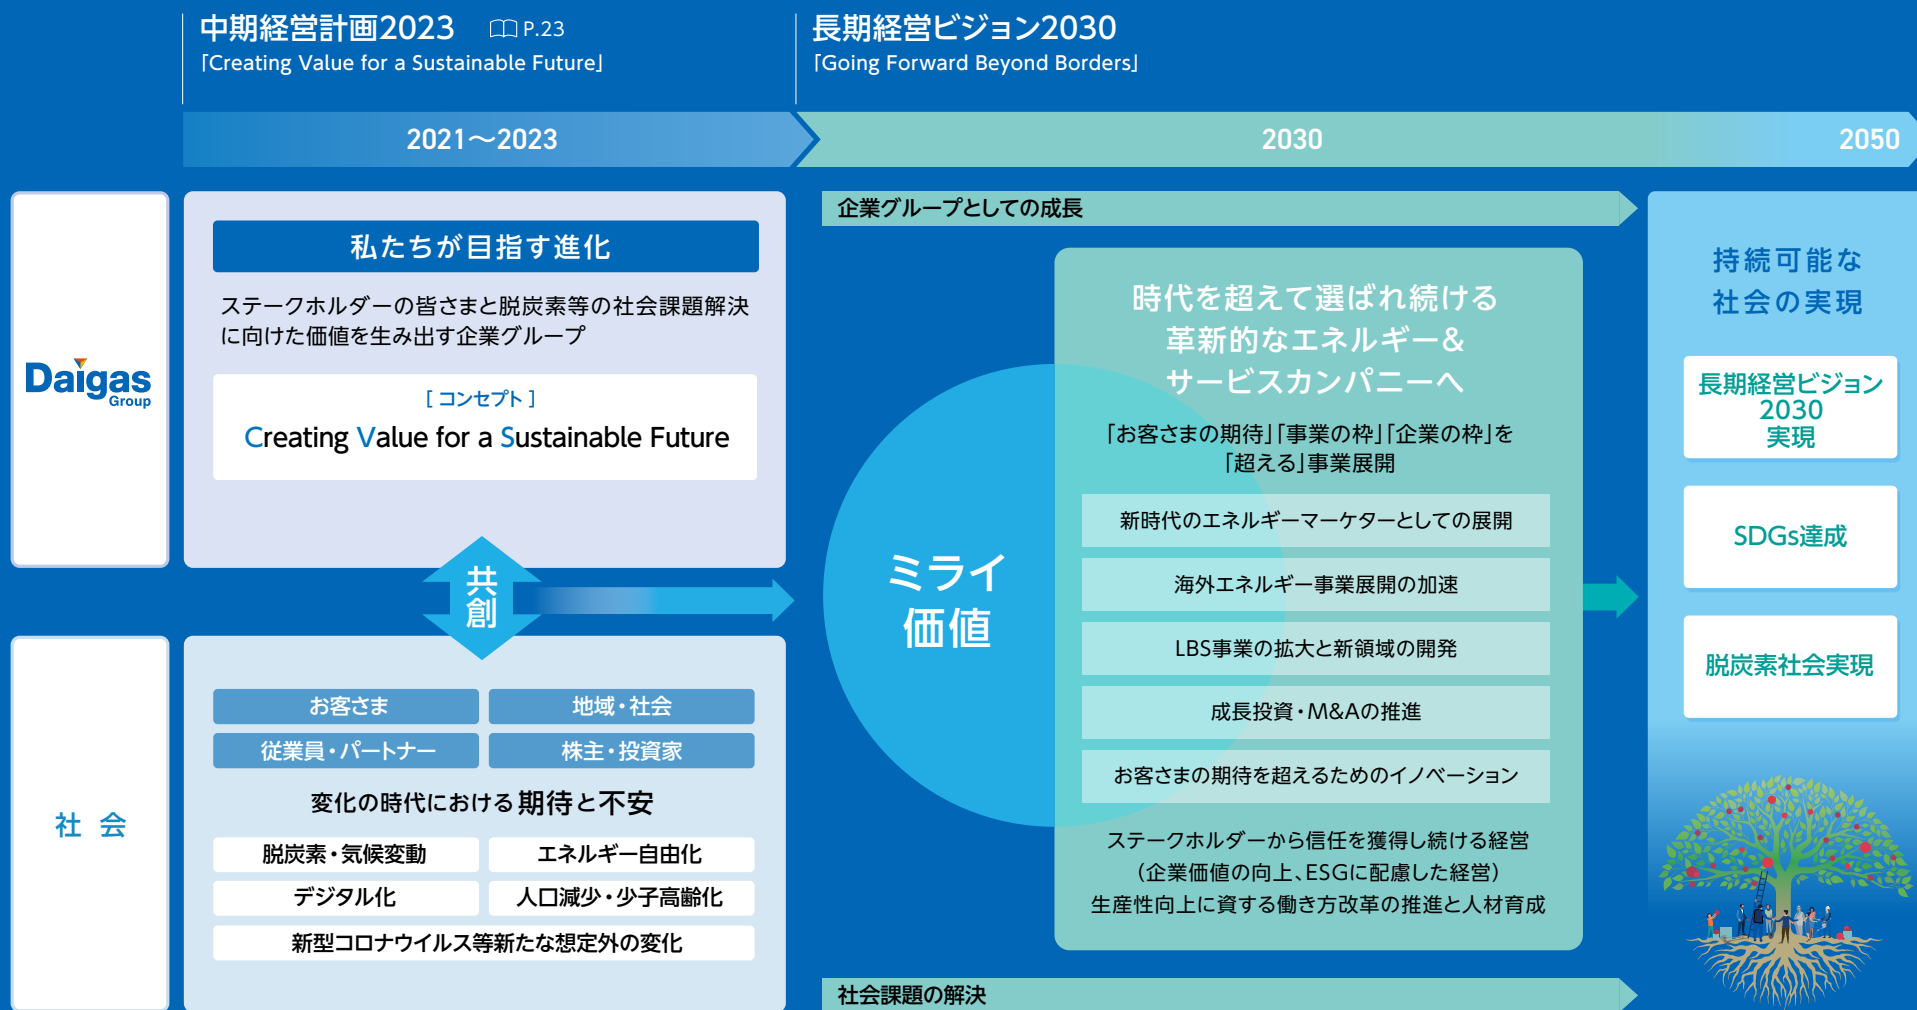 中期経営計画2023 P.23
「Creating Value for a Sustainable Future」
長期経営ビジョン2030
「Going Forward Beyond Borders」
2021～2023
2030
2050
Daigas
Group
私たちが目指す進化
ステークホルダーの皆さまと脱炭素等の社会課題解決
に向けた価値を生み出す企業グループ
［コンセプト］
Creating Value for a Sustainable Future
共創
社会
お客さま
地域・社会
従業員・パートナー
株主・投資家
変化の時代における期待と不安
脱炭素・気候変動
エネルギー自由化
デジタル化
人口減少・少子高齢化
新型コロナウイルス等新たな想定外の変化
企業グループとしての成長
ミライ
価値
時代を超えて選ばれ続ける
革新的なエネルギー&
サービスカンパニーへ
「お客さまの期待」「事業の枠」「企業の枠」を
「超える」事業展開
新時代のエネルギーマーケターとしての展開
海外エネルギー事業展開の加速
LBS事業の拡大と新領域の開発
成長投資・M&Aの推進
お客さまの期待を超えるためのイノベーション
ステークホルダーから信任を獲得し続ける経営
（企業価値の向上、ESGに配慮した経営）
生産性向上に資する働き方改革の推進と人材育成
社会課題の解決
持続可能な
社会の実現
長期経営ビジョン
2030
実現
SDGs達成
脱炭素社会実現